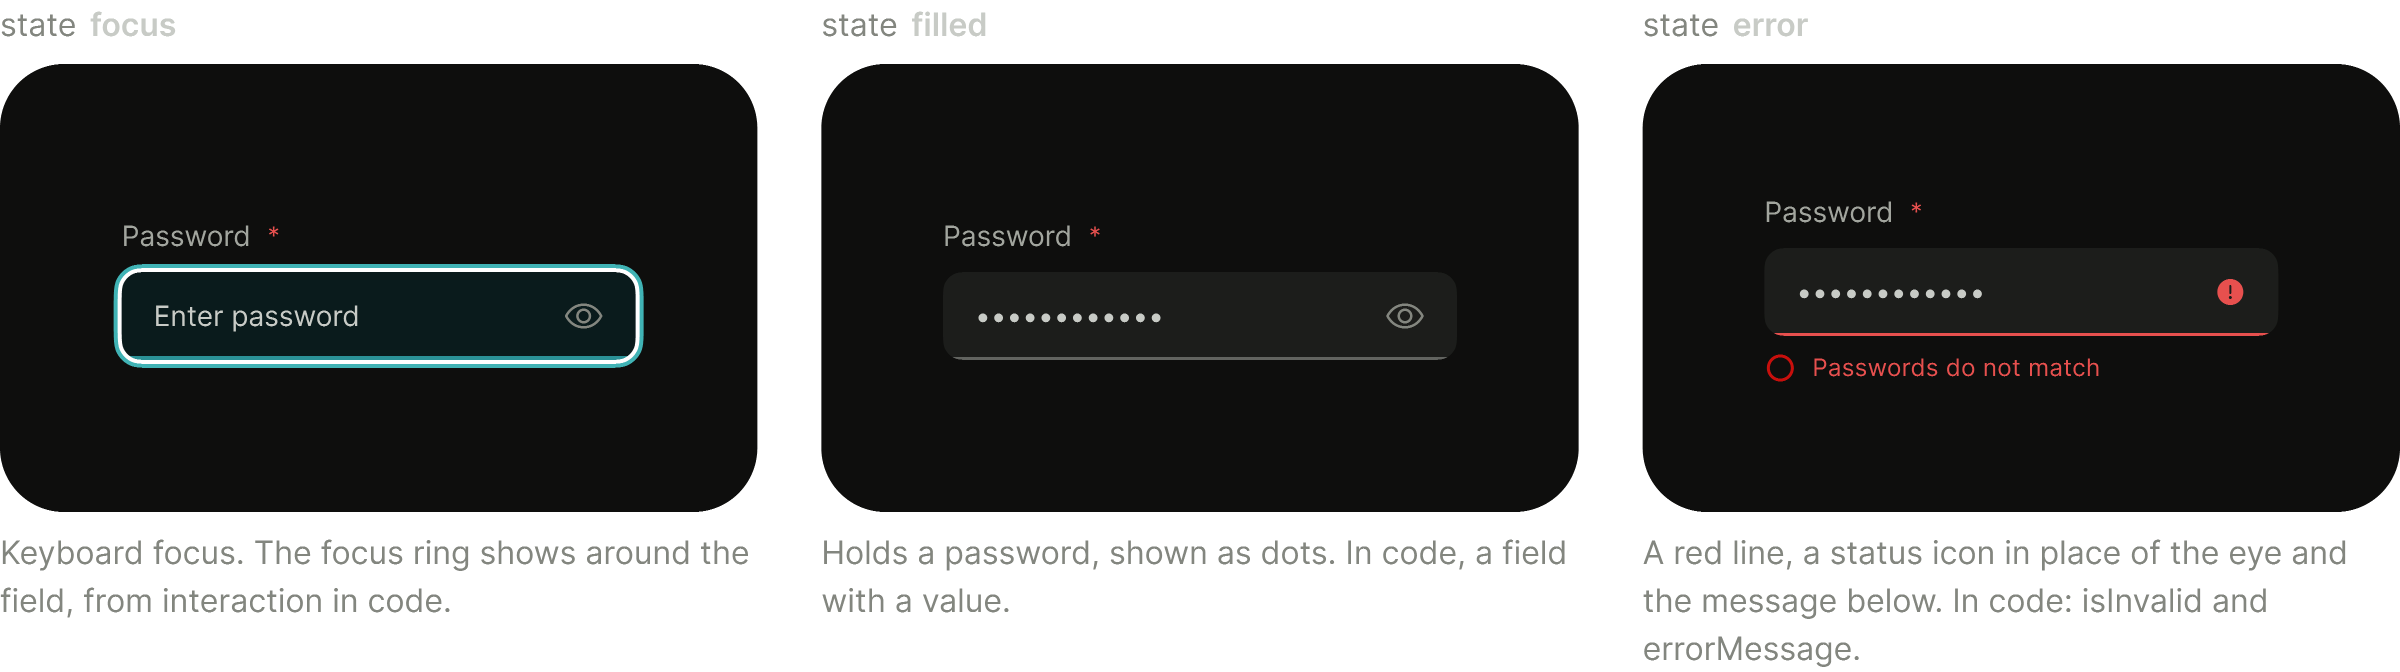 state focus
Password *
Enter password
Keyboard focus. The focus ring shows around the
field, from interaction in code.
state filled
Password *
••••••••••••
Holds a password, shown as dots. In code, a field
with a value.
state error
Password *
••••••••••••
Passwords do not match
A red line, a status icon in place of the eye and
the message below. In code: isInvalid and
errorMessage.